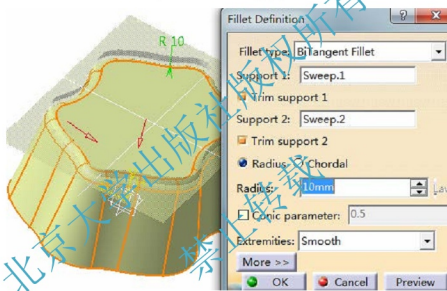 R 10
Fillet Definition
Fillet type: BiTangent Fillet
Support 1: Sweep.1
Trim support 1
Support 2: Sweep.2
Trim support 2
Radius Chordal
Radius: 10mm
Conic parameter: 0.5
Extremities: Smooth
More >>
OK Cancel Preview
北京大学出版社版权所有
禁止转载